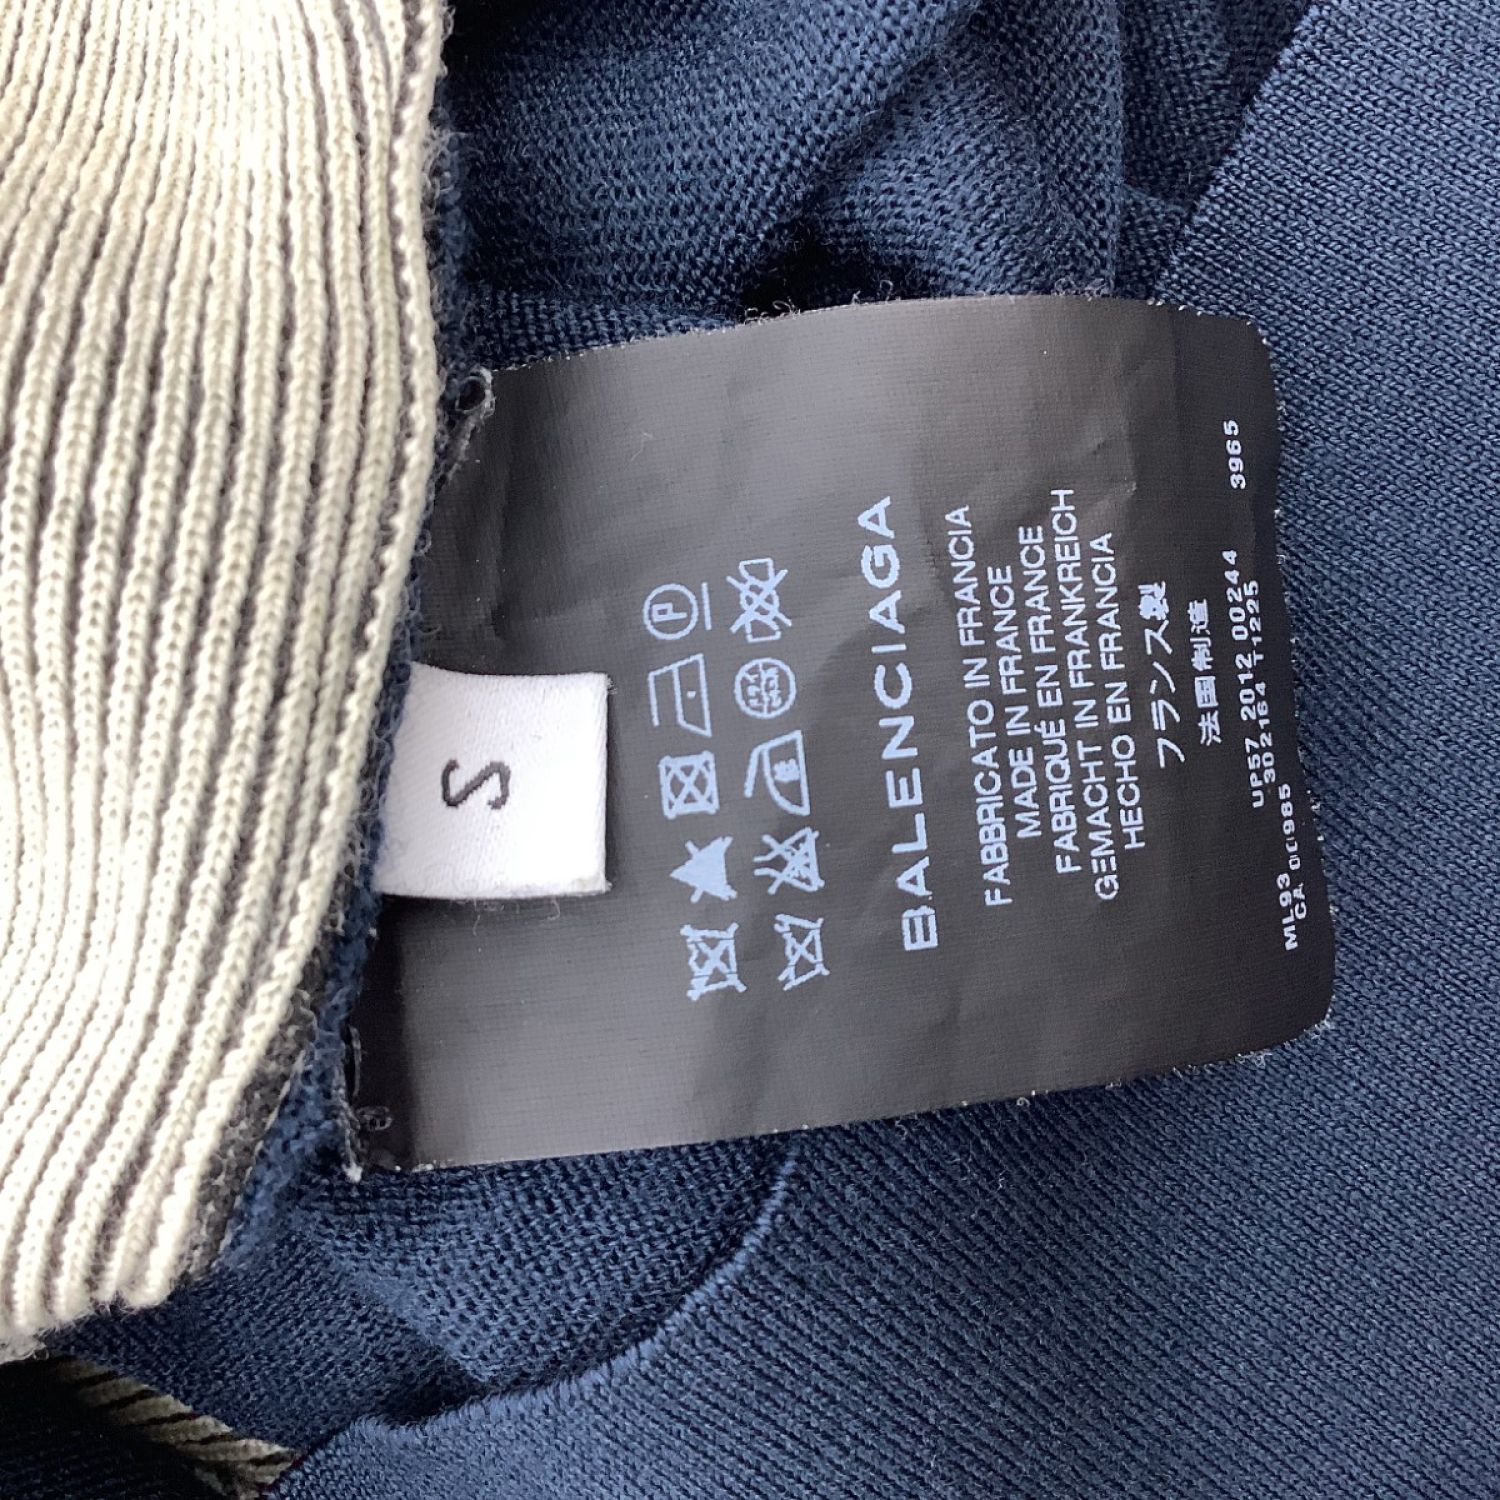 S
BALENCIAGA
FABBRICATO IN FRANCIA
MADE IN FRANCE
FABRIQUÉ EN FRANCE
GEMACHT IN FRANKREICH
HECHO EN FRANCIA
フランス製
法国制造
UP57 2012 00244 3965
302164 T1225
ML93
CA 00985